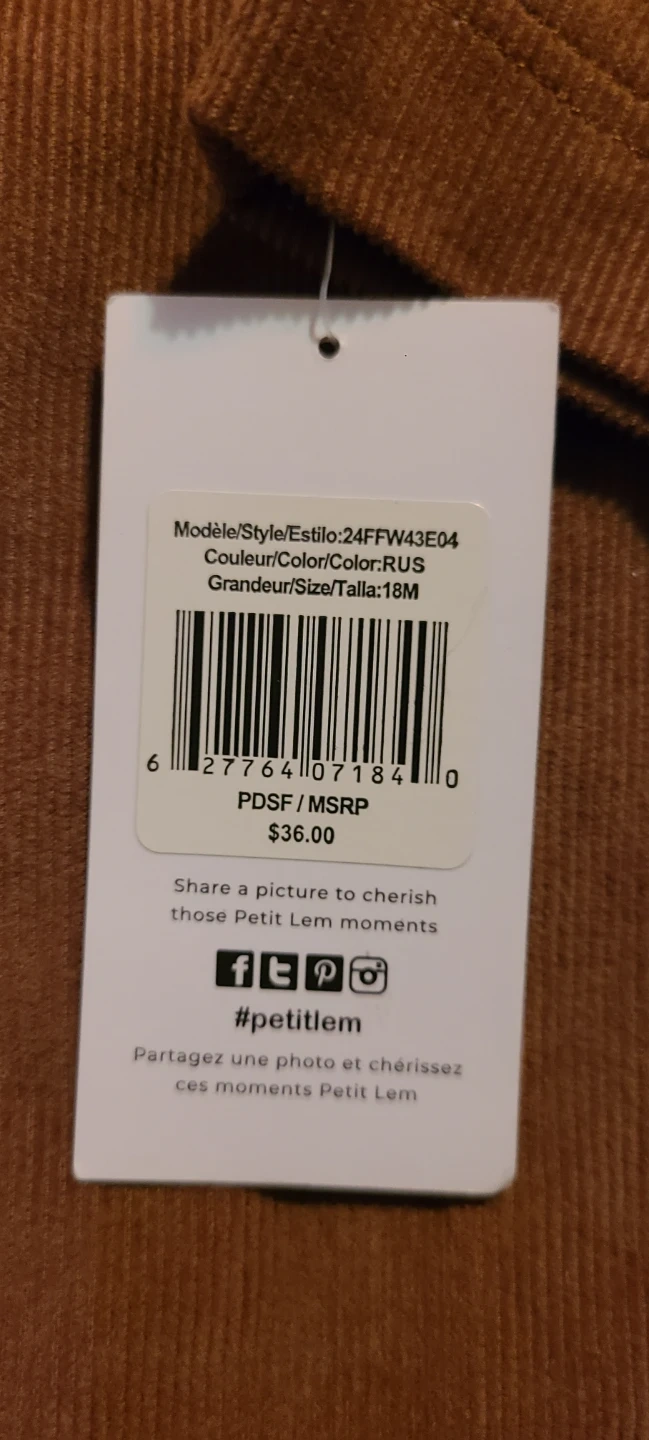 Modèle/Style/Estilo:24FFW43E04
Couleur/Color/Color:RUS
Grandeur/Size/Talla:18M
6 27764 07184 0
PDSF / MSRP
$36.00
Share a picture to cherish
those Petit Lem moments
#petitlem
Partagez une photo et chérissez
ces moments Petit Lem